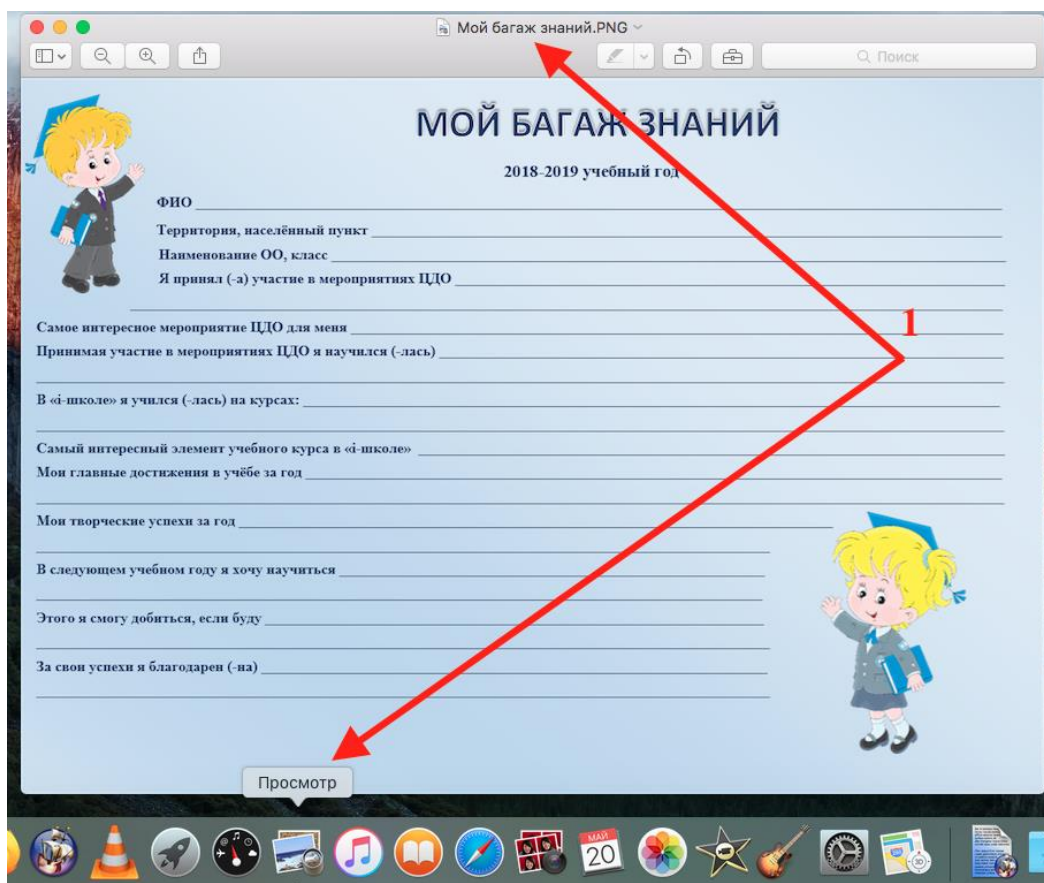 Мой багаж знаний.PNG
Поиск
МОЙ БАГАЖ ЗНАНИЙ
2018-2019 учебный год
ФИО
Территория, населённый пункт
Наименование ОО, класс
Я принял (-а) участие в мероприятиях ЦДО
1
Самое интересное мероприятие ЦДО для меня
Принимая участие в мероприятиях ЦДО я научился (-лась)
В «i-школе» я учился (-лась) на курсах:
Самый интересный элемент учебного курса в «i-школе»
Мои главные достижения в учёбе за год
Мои творческие успехи за год
В следующем учебном году я хочу научиться
Этого я смогу добиться, если буду
За свои успехи я благодарен (-на)
Просмотр
МАЙ
20
3D